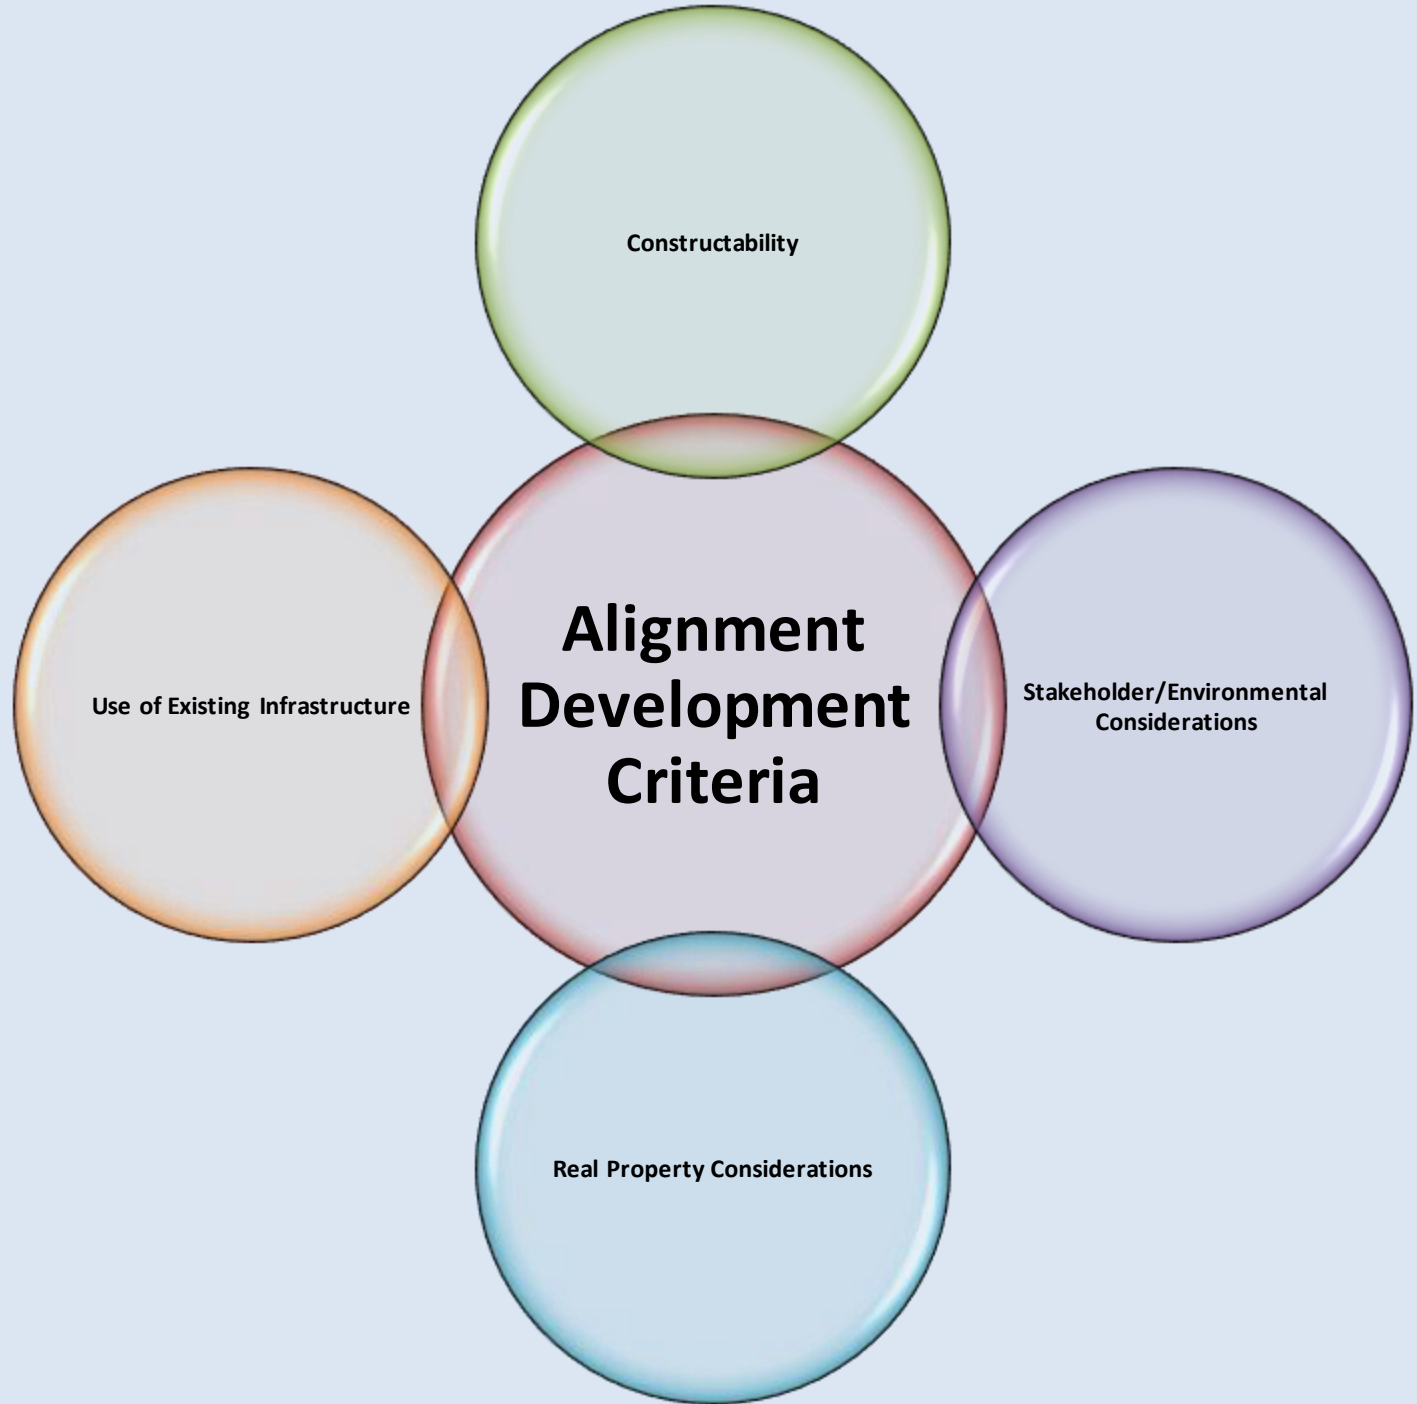 Constructability
Alignment
Development
Criteria
Use of Existing Infrastructure
Stakeholder/Environmental
Considerations
Real Property Considerations